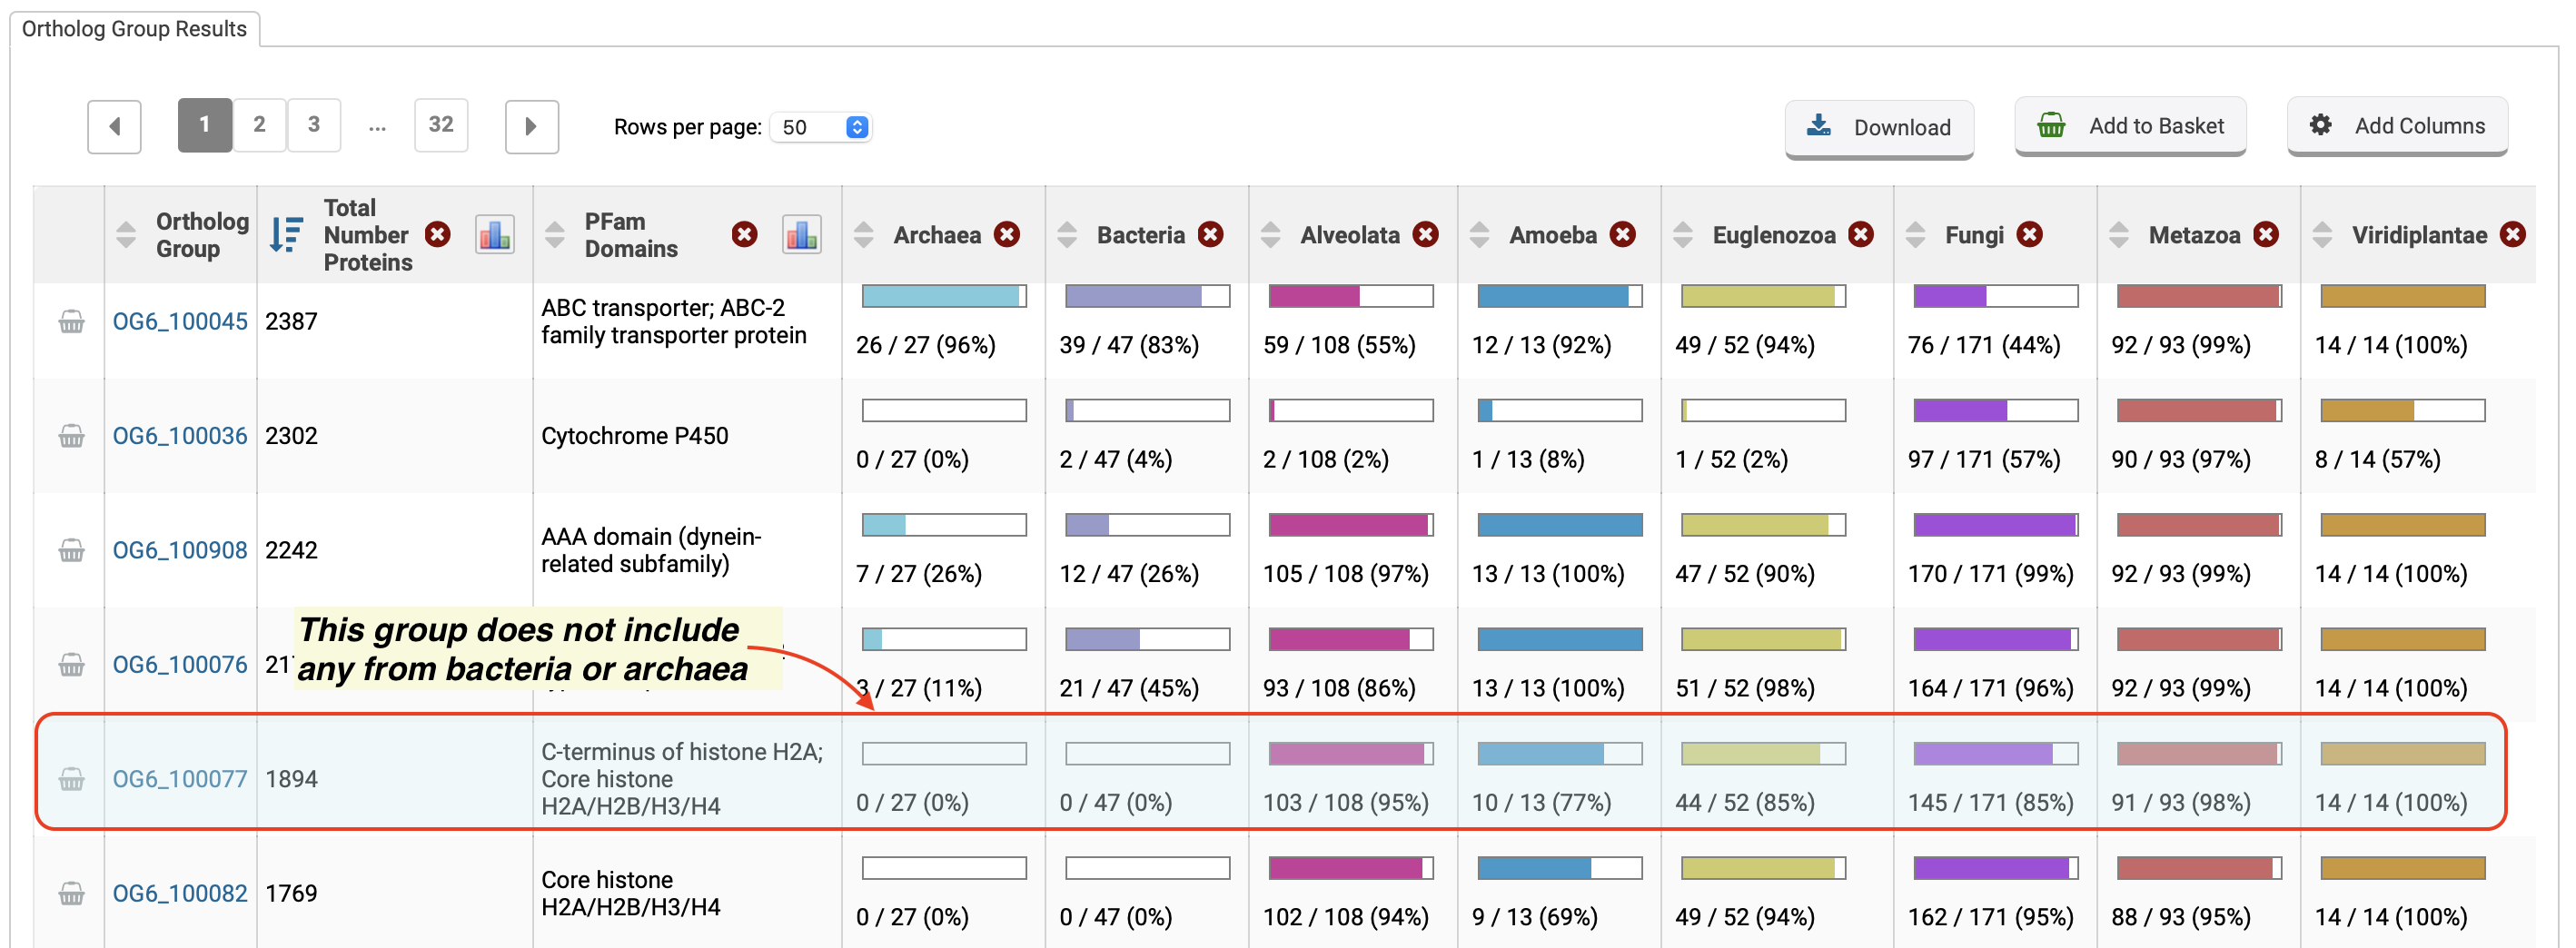 Ortholog Group Results
1 2 3 ... 32 Rows per page: 50 Download Add to Basket Add Columns
Ortholog Group Total Number Proteins PFam Domains Archaea Bacteria Alveolata Amoeba Euglenozoa Fungi Metazoa Viridiplantae
OG6_100045 2387 ABC transporter; ABC-2 family transporter protein 26 / 27 (96%) 39 / 47 (83%) 59 / 108 (55%) 12 / 13 (92%) 49 / 52 (94%) 76 / 171 (44%) 92 / 93 (99%) 14 / 14 (100%)
OG6_100036 2302 Cytochrome P450 0 / 27 (0%) 2 / 47 (4%) 2 / 108 (2%) 1 / 13 (8%) 1 / 52 (2%) 97 / 171 (57%) 90 / 93 (97%) 8 / 14 (57%)
OG6_100908 2242 AAA domain (dynein-related subfamily) 7 / 27 (26%) 12 / 47 (26%) 105 / 108 (97%) 13 / 13 (100%) 47 / 52 (90%) 170 / 171 (99%) 92 / 93 (99%) 14 / 14 (100%)
This group does not include
any from bacteria or archaea
OG6_100076 3 / 27 (11%) 21 / 47 (45%) 93 / 108 (86%) 13 / 13 (100%) 51 / 52 (98%) 164 / 171 (96%) 92 / 93 (99%) 14 / 14 (100%)
OG6_100077 1894 C-terminus of histone H2A; Core histone H2A/H2B/H3/H4 0 / 27 (0%) 0 / 47 (0%) 103 / 108 (95%) 10 / 13 (77%) 44 / 52 (85%) 145 / 171 (85%) 91 / 93 (98%) 14 / 14 (100%)
OG6_100082 1769 Core histone H2A/H2B/H3/H4 0 / 27 (0%) 0 / 47 (0%) 102 / 108 (94%) 9 / 13 (69%) 49 / 52 (94%) 162 / 171 (95%) 88 / 93 (95%) 14 / 14 (100%)